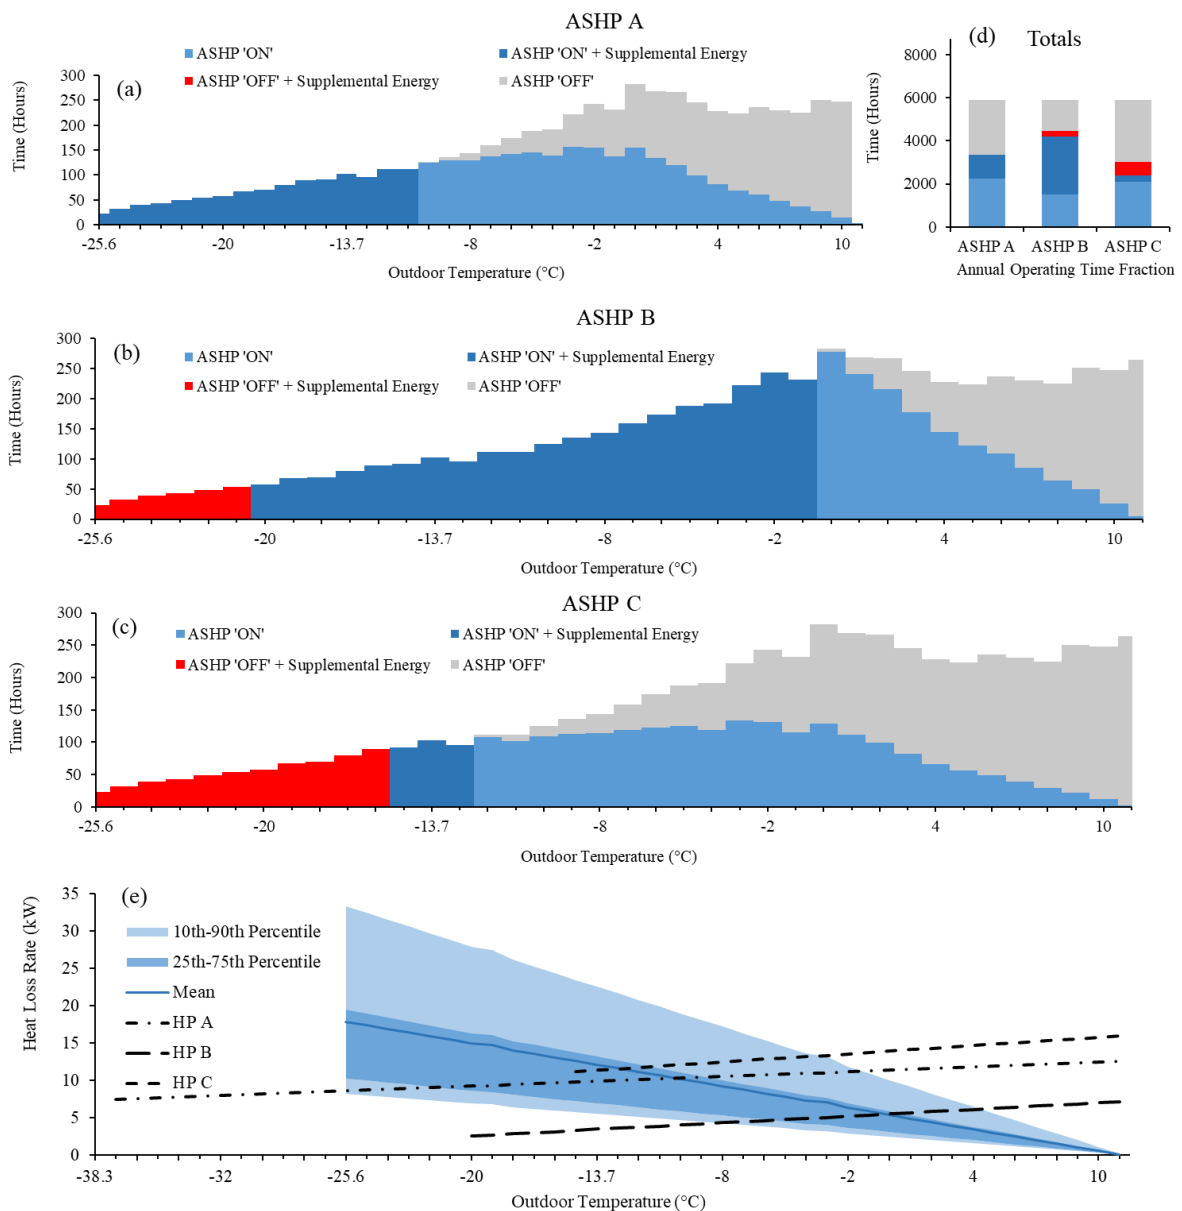 ASHP A
ASHP 'ON'
ASHP 'ON' + Supplemental Energy
ASHP 'OFF' + Supplemental Energy
ASHP 'OFF'
(a)
Time (Hours)
300
250
200
150
100
50
0
-25.6 -20 -13.7 -8 -2 4 10
Outdoor Temperature (°C)
(d) Totals
Time (Hours)
8000
6000
4000
2000
0
ASHP A ASHP B ASHP C
Annual Operating Time Fraction
ASHP B
(b)
ASHP 'ON'
ASHP 'ON' + Supplemental Energy
ASHP 'OFF' + Supplemental Energy
ASHP 'OFF'
Time (Hours)
300
250
200
150
100
50
0
-25.6 -20 -13.7 -8 -2 4 10
Outdoor Temperature (°C)
ASHP C
(c)
ASHP 'ON'
ASHP 'ON' + Supplemental Energy
ASHP 'OFF' + Supplemental Energy
ASHP 'OFF'
Time (Hours)
300
250
200
150
100
50
0
-25.6 -20 -13.7 -8 -2 4 10
Outdoor Temperature (°C)
(e)
10th-90th Percentile
25th-75th Percentile
Mean
HP A
HP B
HP C
Heat Loss Rate (kW)
35
30
25
20
15
10
5
0
-38.3 -32 -25.6 -20 -13.7 -8 -2 4 10
Outdoor Temperature (°C)